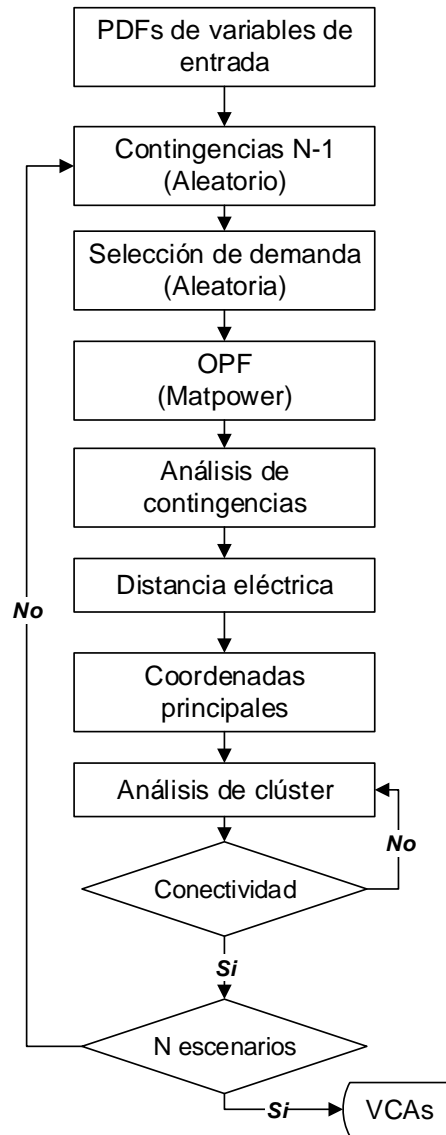 PDFs de variables de
entrada
Contingencias N-1
(Aleatorio)
Selección de demanda
(Aleatoria)
OPF
(Matpower)
Análisis de
contingencias
Distancia eléctrica
No
Coordenadas
principales
Análisis de clúster
No
Conectividad
Si
N escenarios
Si
VCAs